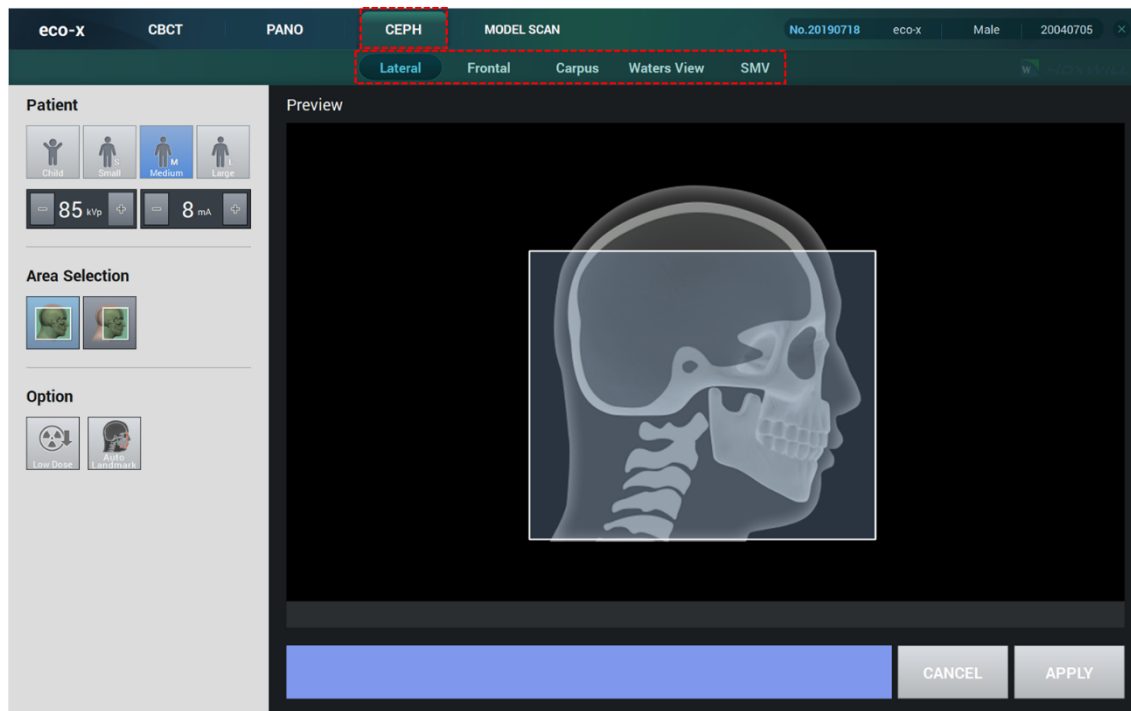 eco-x CBCT PANO CEPH MODEL SCAN No.20190718 eco-x Male 20040705
Lateral Frontal Carpus Waters View SMV
Patient
Preview
S M L
Child Small Medium Large
85 kVp 8 mA
Area Selection
Option
Low Dose
Auto
Landmark
CANCEL APPLY